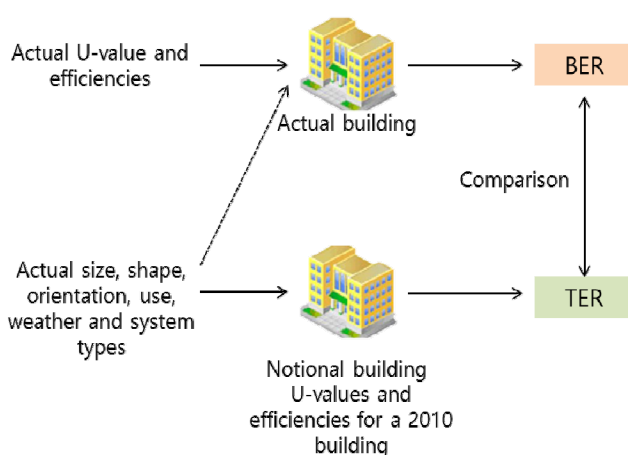 Actual U-value and
efficiencies
Actual building
BER
Comparison
Actual size, shape,
orientation, use,
weather and system
types
TER
Notional building
U-values and
efficiencies for a 2010
building